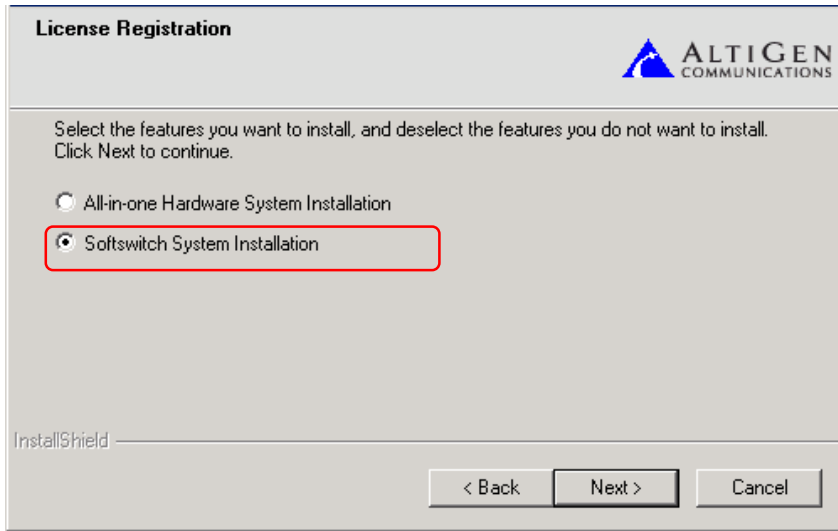 License Registration
ALTIGEN
COMMUNICATIONS
Select the features you want to install, and deselect the features you do not want to install.
Click Next to continue.
All-in-one Hardware System Installation
Softswitch System Installation
InstallShield
< Back
Next >
Cancel